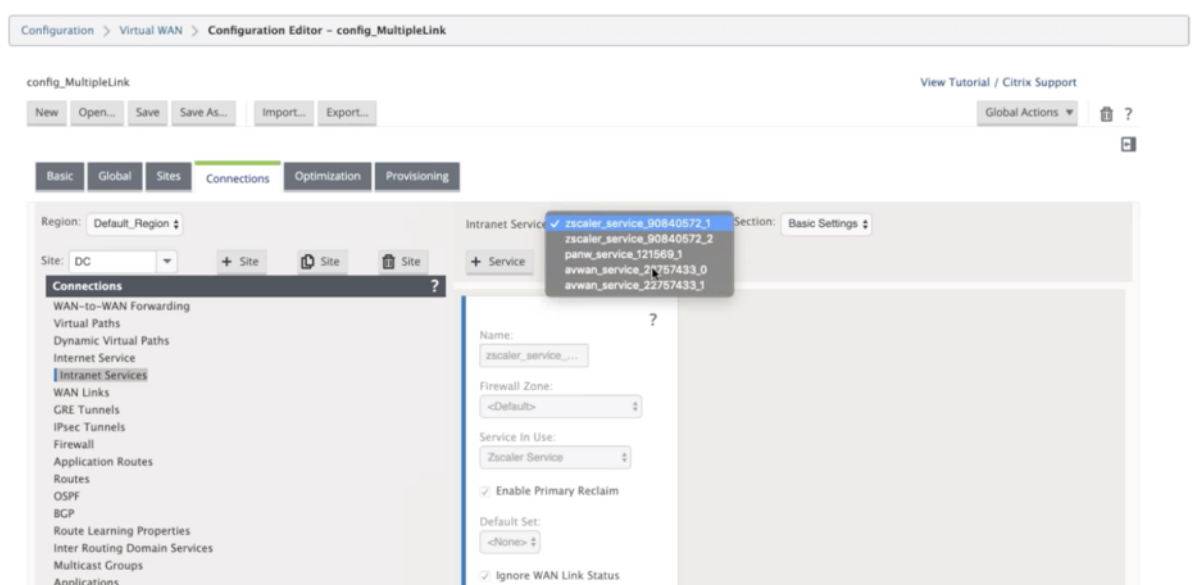 Configuration > Virtual WAN > Configuration Editor – config_MultipleLink
config_MultipleLink
View Tutorial / Citrix Support
New Open... Save Save As... Import... Export... Global Actions ?
Basic Global Sites Connections Optimization Provisioning
Region: Default_Region
Intranet Service ✓ zscaler_service_90840572_1 Section: Basic Settings
zscaler_service_90840572_2
panw_service_121569_1
avwan_service_22757433_1
Site: DC + Site Site Site
+ Service
Connections ?
WAN-to-WAN Forwarding
Virtual Paths
Dynamic Virtual Paths
Internet Service
Intranet Services
WAN Links
GRE Tunnels
IPsec Tunnels
Firewall
Application Routes
Routes
OSPF
BGP
Route Learning Properties
Inter Routing Domain Services
Multicast Groups
Applications
?
Name:
zscaler_service_...
Firewall Zone:
<Default>
Service In Use:
Zscaler Service
Enable Primary Reclaim
Default Set:
<None>
Ignore WAN Link Status